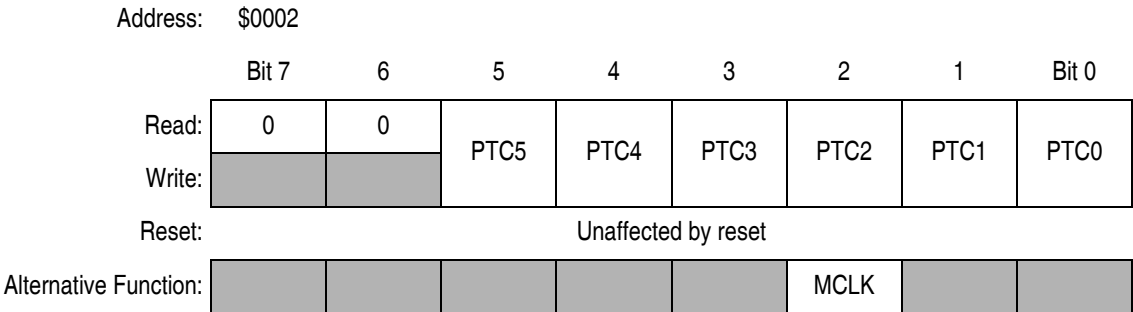 Address: $0002
Bit 7 6 5 4 3 2 1 Bit 0
Read: 0 0 PTC5 PTC4 PTC3 PTC2 PTC1 PTC0
Write:
Reset: Unaffected by reset
Alternative Function: MCLK